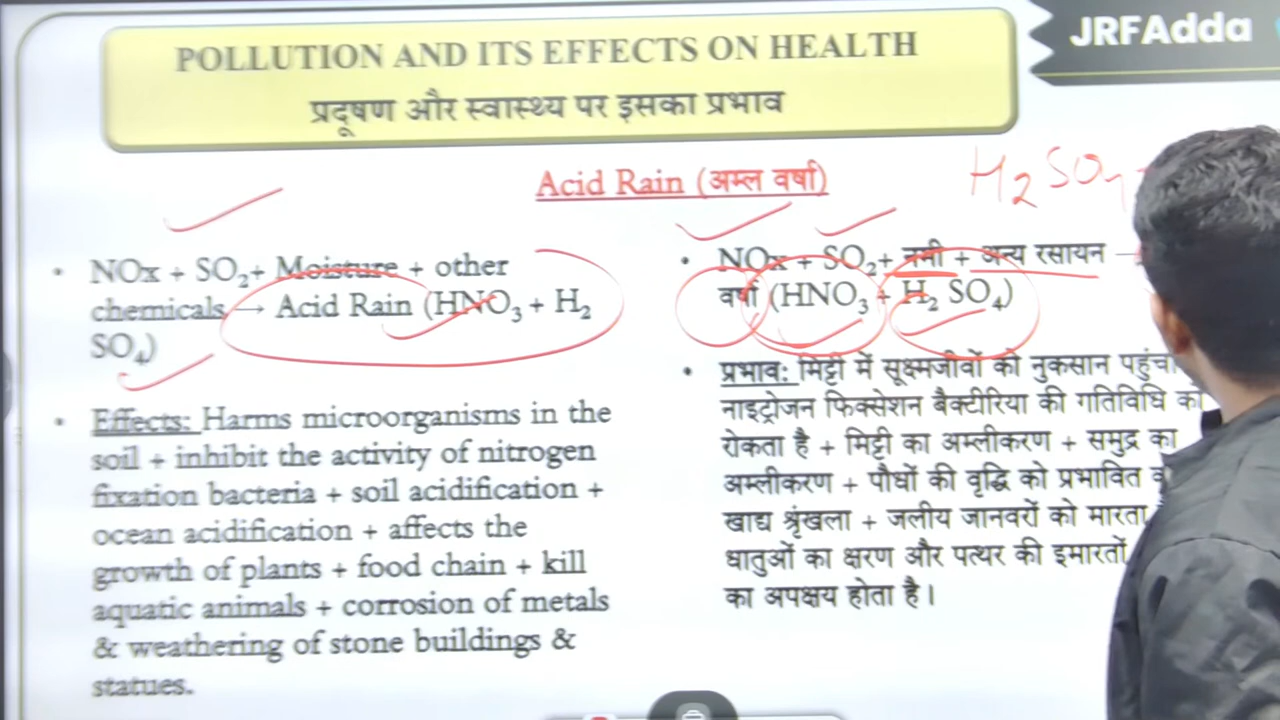 JRFAdda
POLLUTION AND ITS EFFECTS ON HEALTH
प्रदूषण और स्वास्थ्य पर इसका प्रभाव
Acid Rain (अम्ल वर्षा)
H₂SO₄
• NOx + SO₂+ Moisture + other
chemicals → Acid Rain (HNO₃ + H₂
SO₄)
• Effects: Harms microorganisms in the
soil + inhibit the activity of nitrogen
fixation bacteria + soil acidification +
ocean acidification + affects the
growth of plants + food chain + kill
aquatic animals + corrosion of metals
& weathering of stone buildings &
statues.
• NOx + SO₂+ नमी + अन्य रसायन →
वर्षा (HNO₃ + H₂ SO₄)
• प्रभाव: मिट्टी में सूक्ष्मजीवों को नुकसान
नाइट्रोजन फिक्सेशन बैक्टीरिया की गतिविधि को
रोकता है + मिट्टी का अम्लीकरण + समुद्र का
अम्लीकरण + पौधों की वृद्धि को प्रभावित
खाद्य श्रृंखला + जलीय जानवरों को मारता
धातुओं का क्षरण और पत्थर की इमारतों
का अपक्षय होता है।